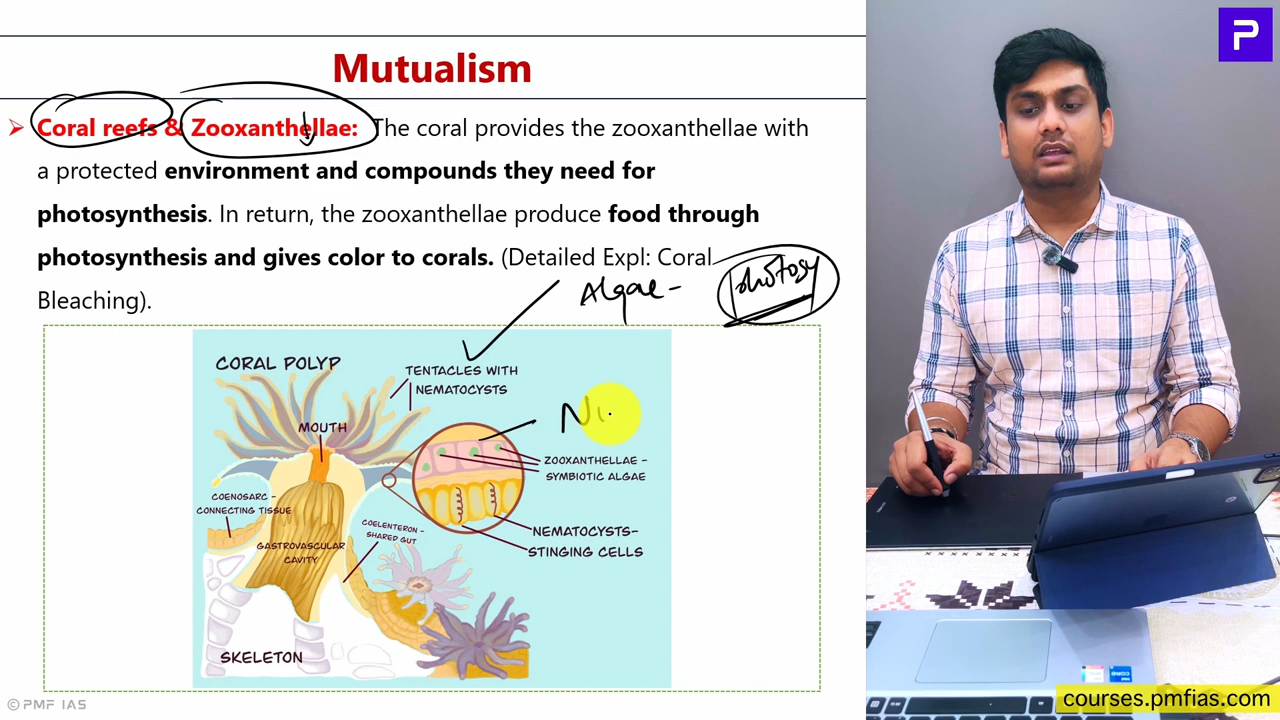 Mutualism
➢ Coral reefs & Zooxanthellae: The coral provides the zooxanthellae with
a protected environment and compounds they need for
photosynthesis. In return, the zooxanthellae produce food through
photosynthesis and gives color to corals. (Detailed Expl: Coral
Bleaching).
Algae -
photosy
CORAL POLYP
TENTACLES WITH
NEMATOCYSTS
MOUTH
Ni
ZOOXANTHELLAE -
SYMBIOTIC ALGAE
COENOSARC -
CONNECTING TISSUE
COELENTERON -
SHARED GUT
NEMATOCYSTS-
STINGING CELLS
GASTROVASCULAR
CAVITY
SKELETON
© PMF IAS
P
courses.pmfias.com